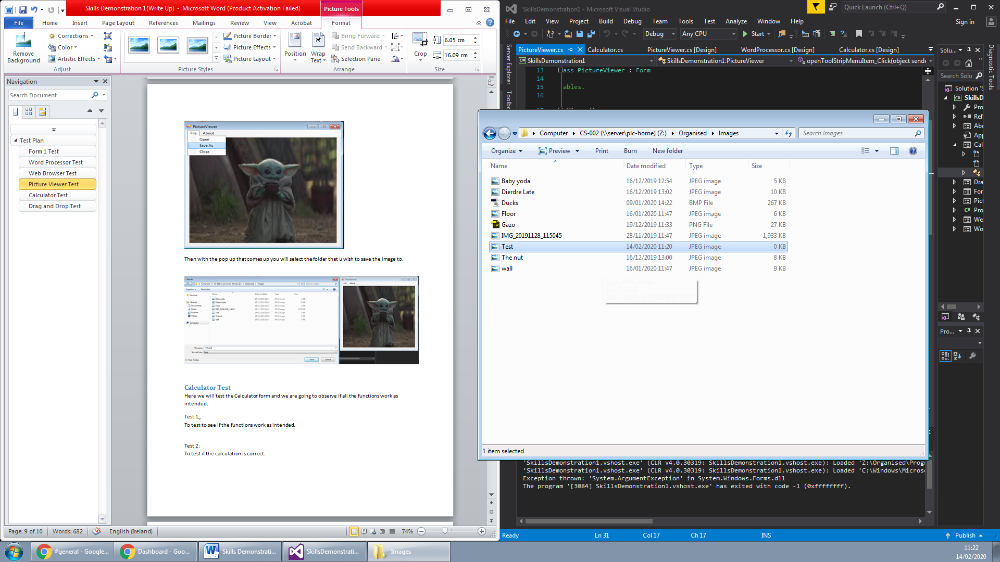 Skills Demonstration 1(Write Up) - Microsoft Word (Product Activation Failed)
Picture Tools
File Home Insert Page Layout References Mailings Review View Acrobat Format
Remove Background
Corrections
Color
Artistic Effects
Adjust
Picture Styles
Picture Border
Picture Effects
Picture Layout
Position
Wrap Text
Bring Forward
Send Backward
Selection Pane
Arrange
Crop
6.05 cm
16.09 cm
Size
Navigation
Search Document
Test Plan
Form 1 Test
Word Processor Test
Web Browser Test
Picture Viewer Test
Calculator Test
Drag and Drop Test
PictureViewer
File About
Open
Save As
Close
Then with the pop up that comes up you will select the folder that u wish to save the image to.
Calculator Test
Here we will test the Calculator form and we are going to observe if all the functions work as
intended.
Test 1:
To test to see if the functions work as intended.
Test 2:
To test if the calculation is correct.
Page: 9 of 10 Words: 682 English (Ireland) 74%
SkillsDemonstration1 - Microsoft Visual Studio
Quick Launch (Ctrl+Q)
File Edit View Project Build Debug Team Tools Test Analyze Window Help
Sign in
Debug Any CPU Start
Server Explorer
Toolbo
Diagnostic Tools
PictureViewer.cs Calculator.cs PictureViewer.cs [Design] WordProcessor.cs [Design] Calculator.cs [Design]
SkillsDemonstration1 SkillsDemonstration1.PictureViewer openToolStripMenuItem_Click(object sende
13 ass PictureViewer : Form
14
15 ables.
16
Solu...
Search Solu
Solution 'S
SkillsD
Pro
Ref
Abo
App
Cal
Dra
For
Pict
Pro
We
Wo
Pro...
Computer CS-002 (\\server\plc-home) (Z:) Organised Images
Search Images
Organize Preview Print Burn New folder
Name Date modified Type Size
Baby yoda 16/12/2019 12:54 JPEG image 5 KB
Dierdre Late 16/12/2019 13:02 JPEG image 10 KB
Ducks 09/01/2020 14:22 BMP File 267 KB
Floor 16/01/2020 11:47 JPEG image 6 KB
Gazo 19/12/2019 11:33 PNG File 27 KB
IMG_20191128_115045 28/11/2019 11:47 JPEG image 1,933 KB
Test 14/02/2020 11:20 JPEG image 0 KB
The nut 16/12/2019 13:00 JPEG image 8 KB
wall 16/01/2020 11:47 JPEG image 9 KB
1 item selected
'SkillsDemonstration1.vshost.exe' (CLR v4.0.30319: SkillsDemonstration1.vshost.exe): Loaded 'Z:\Organised\Prog
'SkillsDemonstration1.vshost.exe' (CLR v4.0.30319: SkillsDemonstration1.vshost.exe): Loaded 'C:\Windows\Micros
Exception thrown: 'System.ArgumentException' in System.Windows.Forms.dll
The program '[3084] SkillsDemonstration1.vshost.exe' has exited with code -1 (0xffffffff).
Ready Ln 31 Col 17 Ch 17 INS Publish
#general - Google... Dashboard - Goo... Skills Demonstrati... SkillsDemonstrati... Images
11:22
14/02/2020